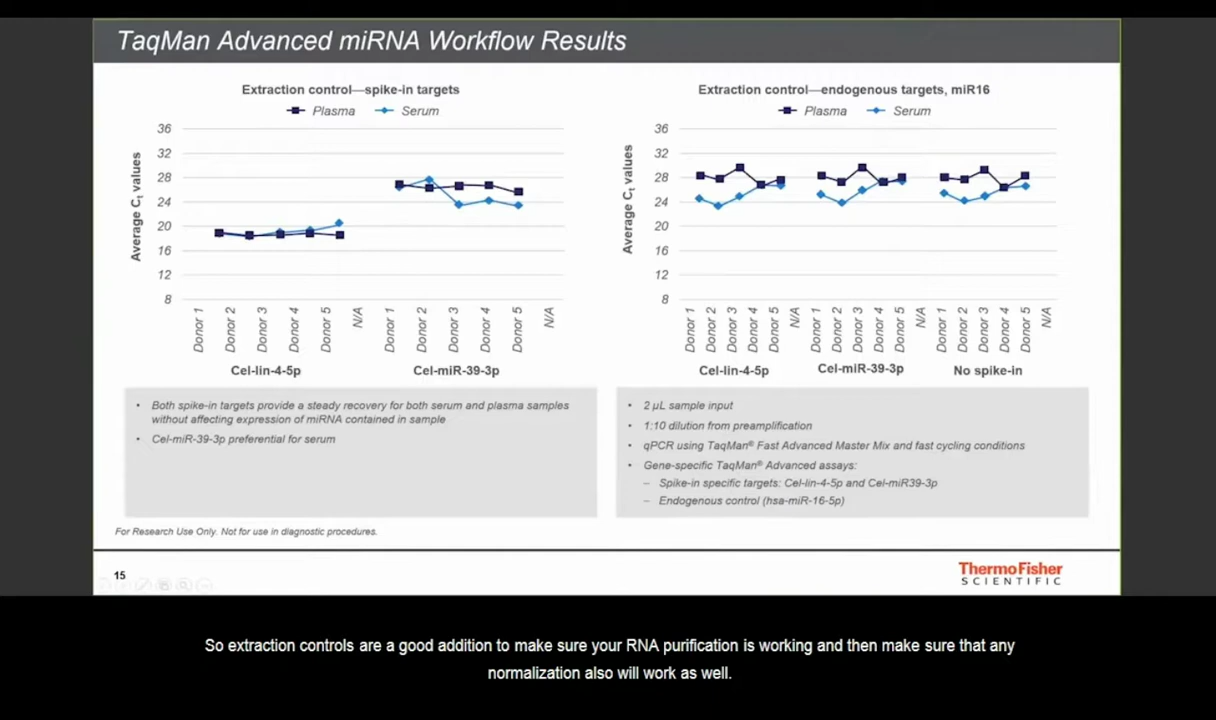 TaqMan Advanced miRNA Workflow Results
Extraction control—spike-in targets
Plasma
Serum
36
32
28
24
20
16
12
8
Average Ct values
Donor 1
Donor 2
Donor 3
Donor 4
Donor 5
N/A
Donor 1
Donor 2
Donor 3
Donor 4
Donor 5
N/A
Cel-lin-4-5p
Cel-miR-39-3p
Extraction control—endogenous targets, miR16
Plasma
Serum
36
32
28
24
20
16
12
8
Average Ct values
Donor 1
Donor 2
Donor 3
Donor 4
Donor 5
N/A
Donor 1
Donor 2
Donor 3
Donor 4
Donor 5
N/A
Donor 1
Donor 2
Donor 3
Donor 4
Donor 5
N/A
Cel-lin-4-5p
Cel-miR-39-3p
No spike-in
• Both spike-in targets provide a steady recovery for both serum and plasma samples
without affecting expression of miRNA contained in sample
• Cel-miR-39-3p preferential for serum
• 2 µL sample input
• 1:10 dilution from preamplification
• qPCR using TaqMan® Fast Advanced Master Mix and fast cycling conditions
• Gene-specific TaqMan® Advanced assays:
– Spike-in specific targets: Cel-lin-4-5p and Cel-miR39-3p
– Endogenous control (hsa-miR-16-5p)
For Research Use Only. Not for use in diagnostic procedures.
15
ThermoFisher
SCIENTIFIC
So extraction controls are a good addition to make sure your RNA purification is working and then make sure that any
normalization also will work as well.